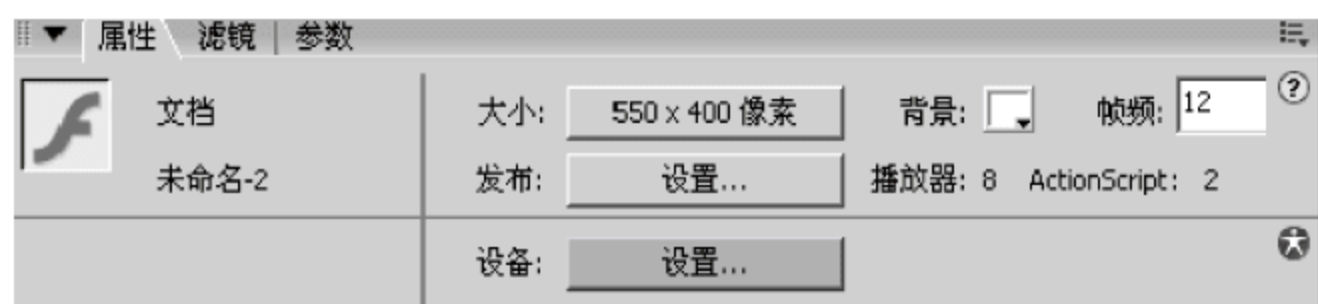 属性 滤镜 参数
文档 大小: 550 x 400 像素 背景: 帧频: 12
未命名-2 发布: 设置... 播放器: 8 ActionScript: 2
设备: 设置...